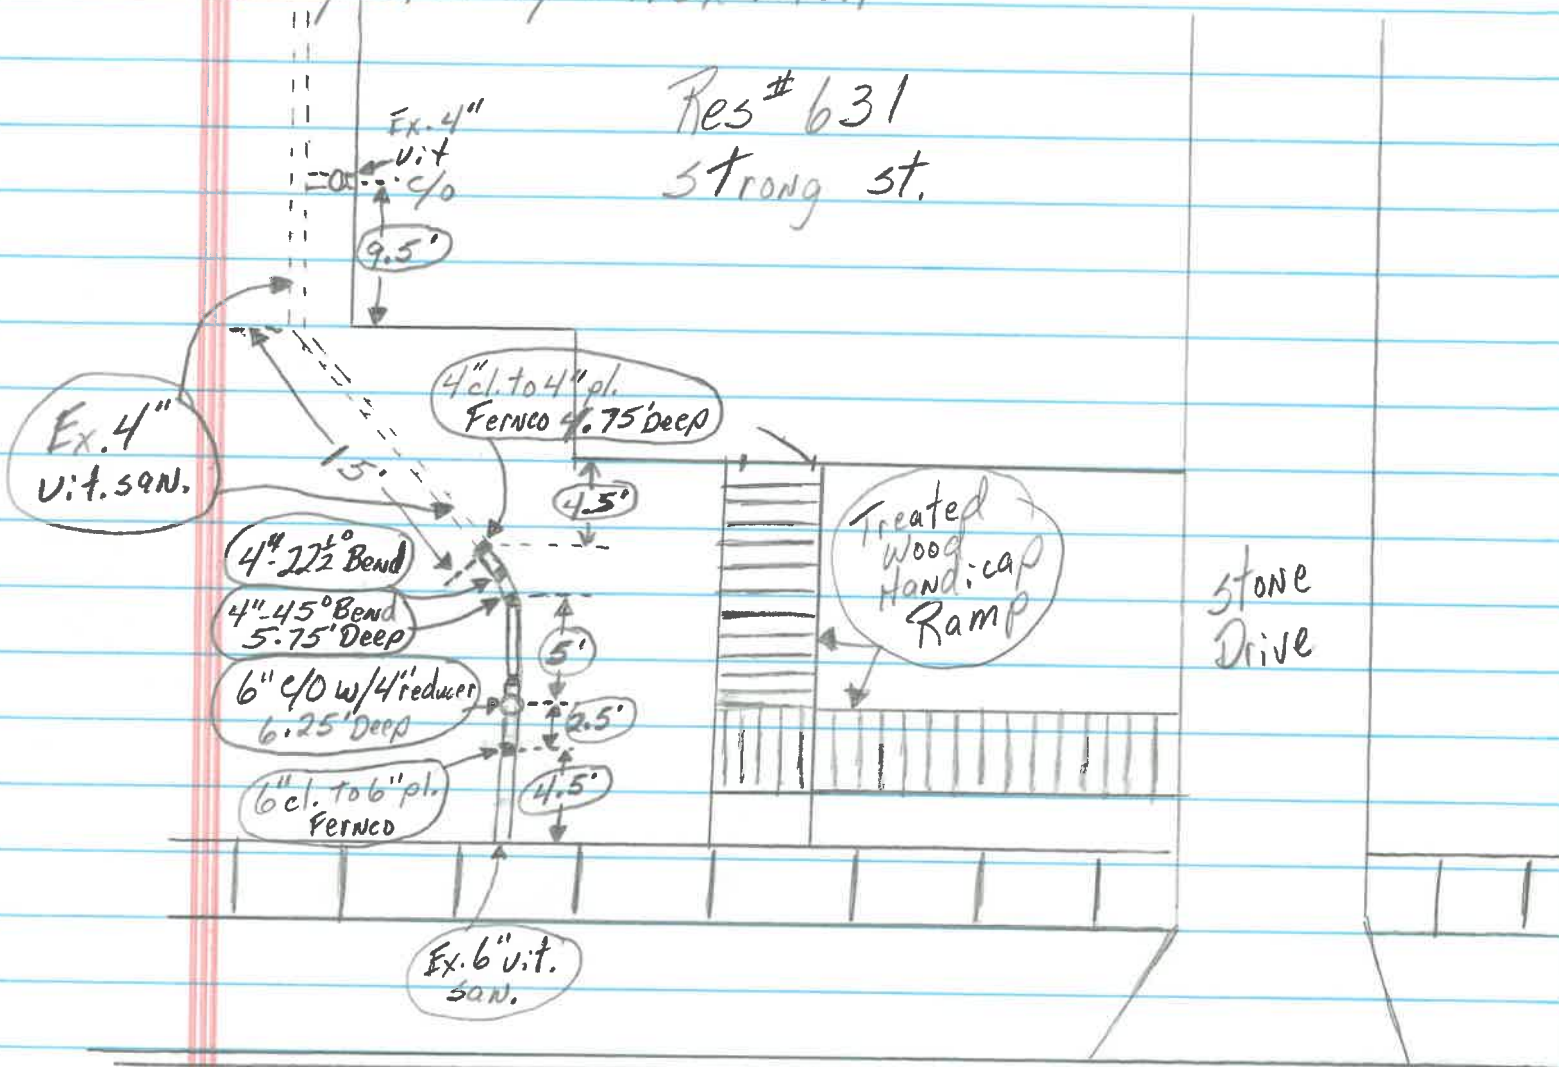 Res # 631
Strong St.
Ex. 4"
vit
c/o
9.5'
4" cl. to 4" pl.
Fernco 4.75' Deep
Ex. 4"
vit. san.
15'
4.5'
4"-22½° Bend
4"-45° Bend
5.75' Deep
5'
6" c/o w/4" reducer
6.25' Deep
2.5'
6" cl. to 6" pl.
Fernco
4.5'
Ex. 6" vit.
san.
Treated
Wood
Handicap
Ramp
Stone
Drive